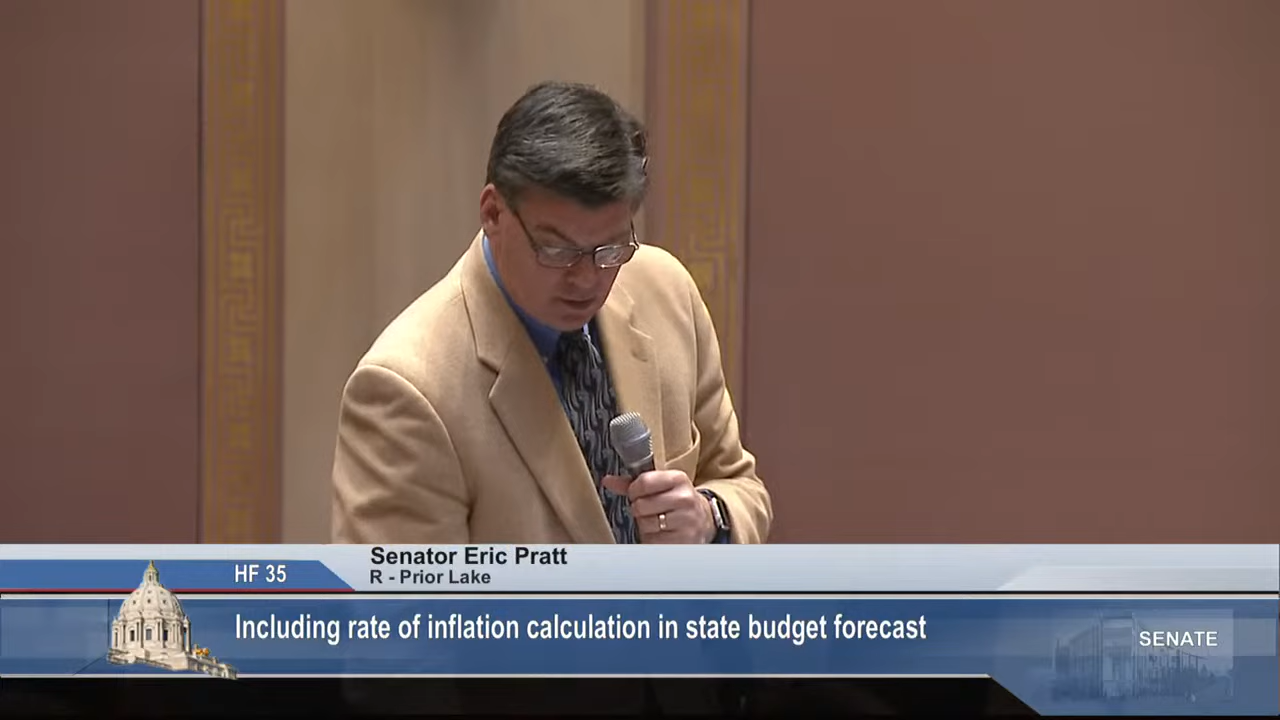 Senator Eric Pratt
HF 35
R - Prior Lake
Including rate of inflation calculation in state budget forecast
SENATE